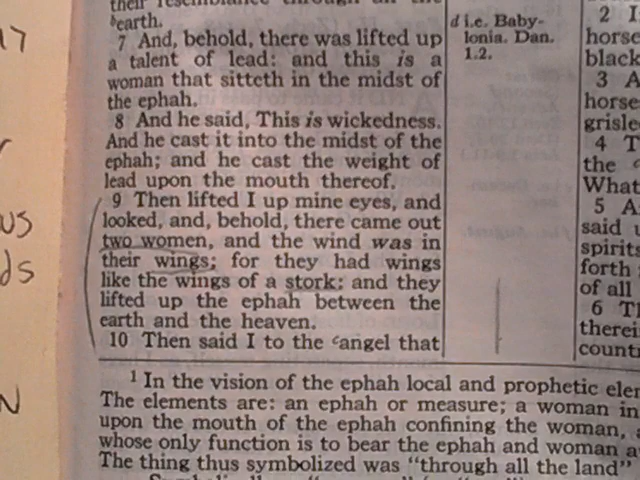 their resemblance through all the
b earth.
7 And, behold, there was lifted up
a talent of lead: and this is a
woman that sitteth in the midst of
the ephah.
8 And he said, This is wickedness.
And he cast it into the midst of the
ephah; and he cast the weight of
lead upon the mouth thereof.
9 Then lifted I up mine eyes, and
looked, and, behold, there came out
two women, and the wind was in
their wings; for they had wings
like the wings of a stork: and they
lifted up the ephah between the
earth and the heaven.
10 Then said I to the c angel that
d i.e. Baby-
lonia. Dan.
1.2.
2 I
horse
black
3 A
horse
grisle
4 T
the
What
5 A
said u
spirits
forth
of all
6 Th
therei
countr
1 In the vision of the ephah local and prophetic eler
The elements are: an ephah or measure; a woman in
upon the mouth of the ephah confining the woman,
whose only function is to bear the ephah and woman a
The thing thus symbolized was "through all the land"
17
us
ds
N